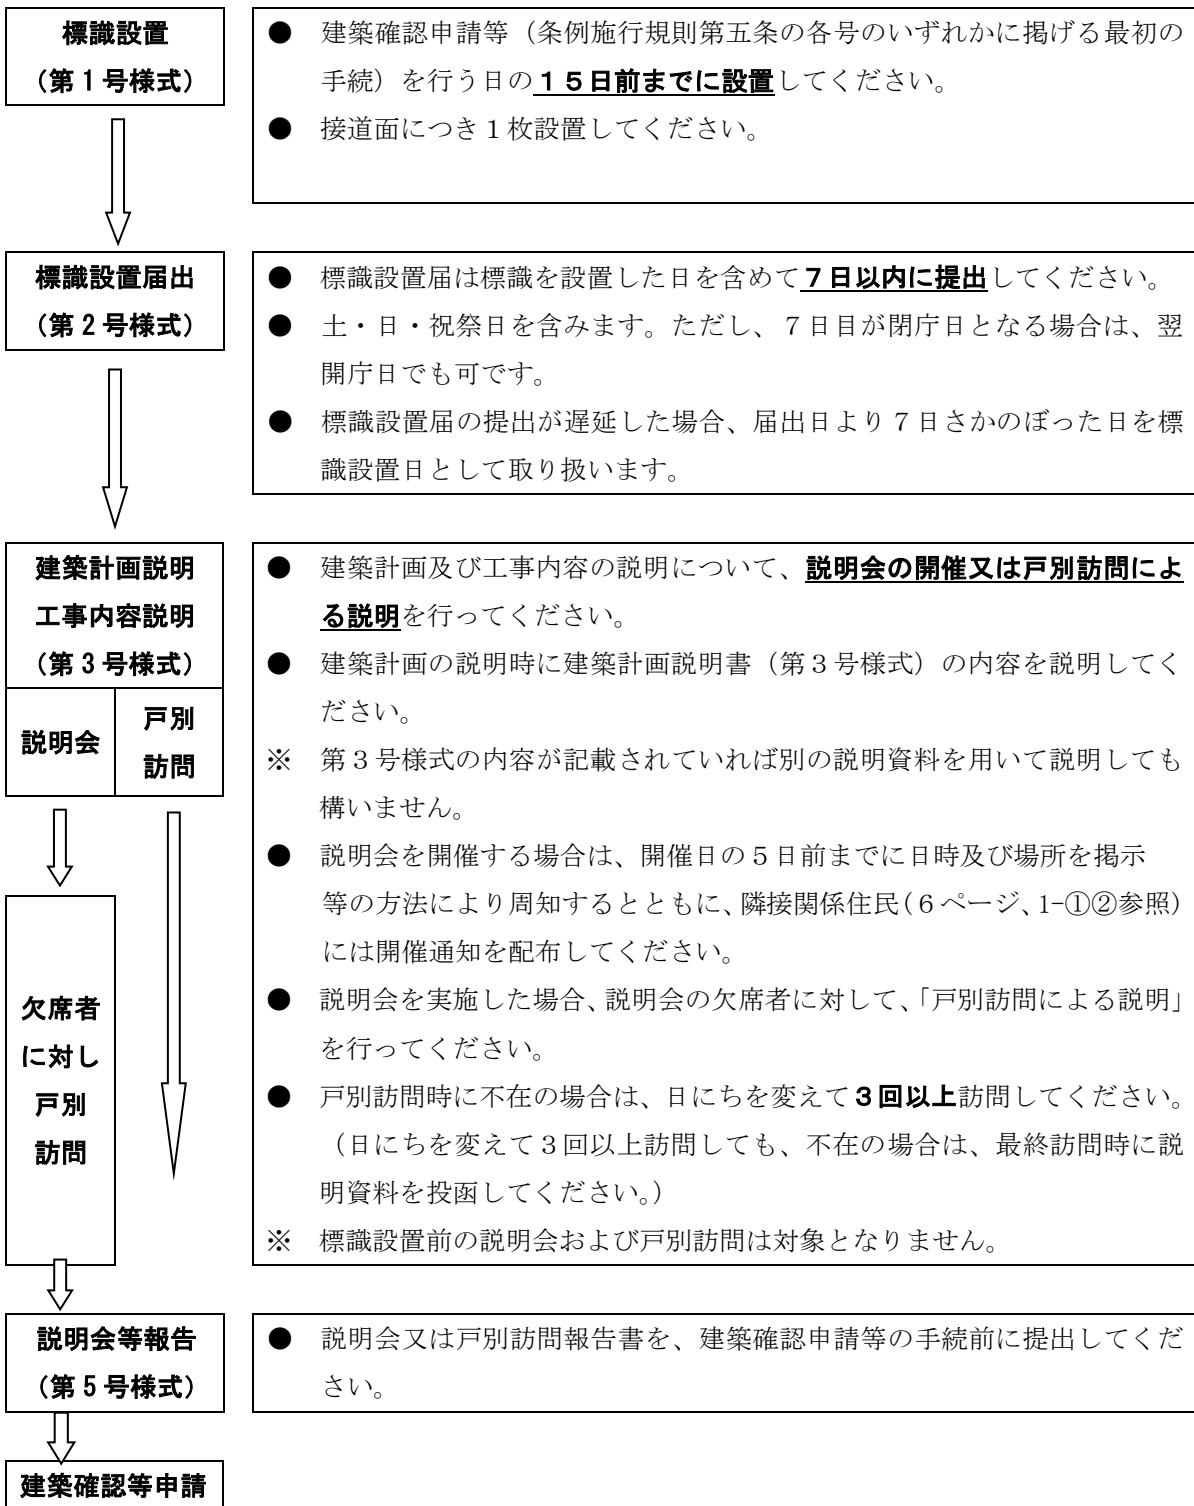 標識設置
（第１号様式）
● 建築確認申請等（条例施行規則第五条の各号のいずれかに掲げる最初の
手続）を行う日の１５日前までに設置してください。
● 接道面につき１枚設置してください。
標識設置届出
（第２号様式）
● 標識設置届は標識を設置した日を含めて７日以内に提出してください。
● 土・日・祝祭日を含みます。ただし、７日目が閉庁日となる場合は、翌
開庁日でも可です。
● 標識設置届の提出が遅延した場合、届出日より７日さかのぼった日を標
識設置日として取り扱います。
建築計画説明
工事内容説明
（第３号様式）
説明会
戸別
訪問
● 建築計画及び工事内容の説明について、説明会の開催又は戸別訪問によ
る説明を行ってください。
● 建築計画の説明時に建築計画説明書（第３号様式）の内容を説明してく
ださい。
※ 第３号様式の内容が記載されていれば別の説明資料を用いて説明しても
構いません。
● 説明会を開催する場合は、開催日の５日前までに日時及び場所を掲示
等の方法により周知するとともに、隣接関係住民（６ページ、1-①②参照）
には開催通知を配布してください。
● 説明会を実施した場合、説明会の欠席者に対して、「戸別訪問による説明」
を行ってください。
● 戸別訪問時に不在の場合は、日にちを変えて３回以上訪問してください。
（日にちを変えて３回以上訪問しても、不在の場合は、最終訪問時に説
明資料を投函してください。）
※ 標識設置前の説明会および戸別訪問は対象となりません。
欠席者
に対し
戸別
訪問
説明会等報告
（第５号様式）
● 説明会又は戸別訪問報告書を、建築確認申請等の手続前に提出してくだ
さい。
建築確認等申請